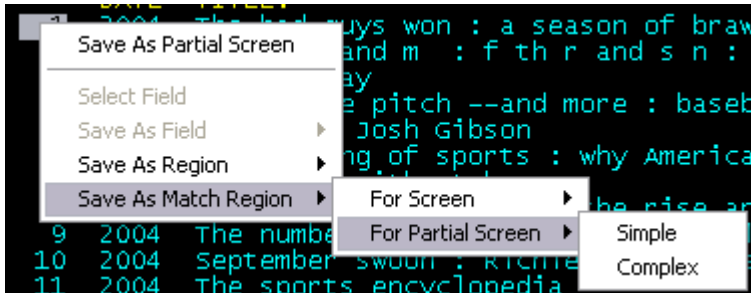 DATE TITLE:
1 2004 The bad guys won : a season of braw
Save As Partial Screen
and m : f th r and s n :
ay
Select Field
pitch --and more : baseb
Save As Field
Josh Gibson
Save As Region
ng of sports : why America
Save As Match Region
For Screen
the rise an
9 2004 The numbe
For Partial Screen
Simple
10 2004 September swoon : Richie
Complex
11 2004 The sports encyclopedia